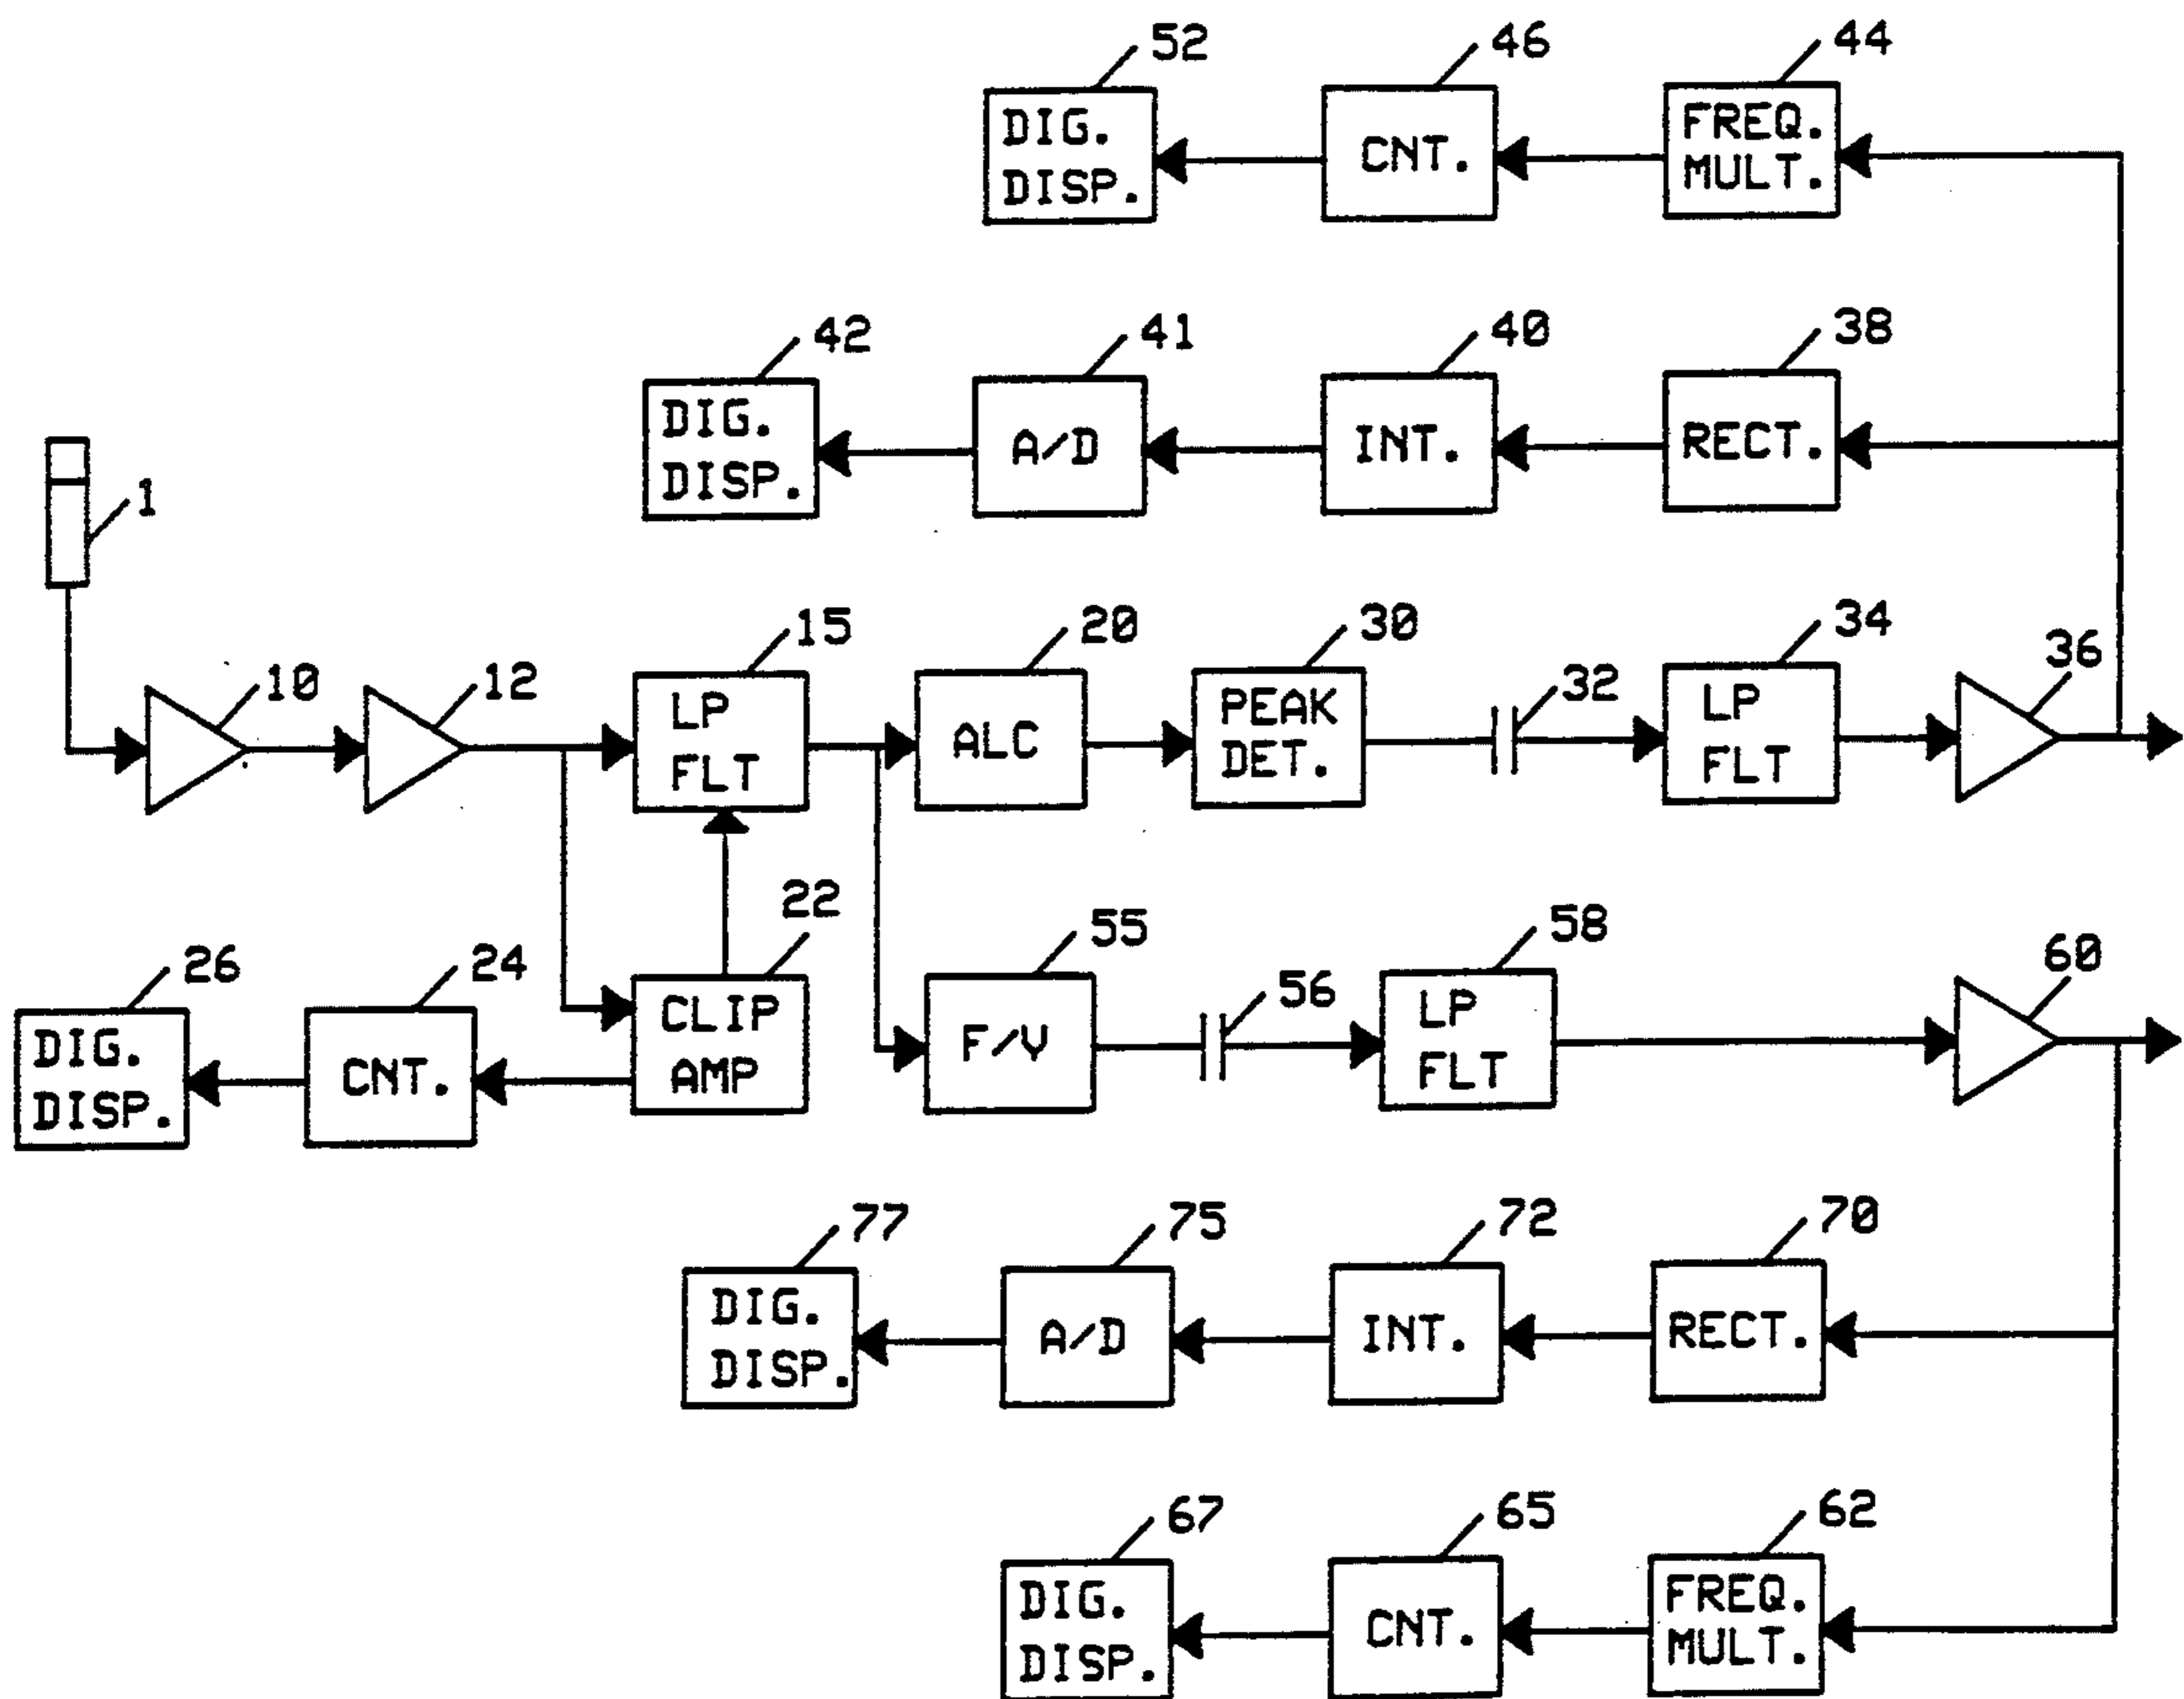 52
46
44
DIG.
DISP.
CNT.
FREQ.
MULT.
42
41
40
38
DIG.
DISP.
A/D
INT.
RECT.
1
10
12
15
20
30
32
34
36
LP
FLT
ALC
PEAK
DET.
LP
FLT
26
24
22
55
56
58
60
DIG.
DISP.
CNT.
CLIP
AMP
F/V
LP
FLT
77
75
72
70
DIG.
DISP.
A/D
INT.
RECT.
67
65
62
DIG.
DISP.
CNT.
FREQ.
MULT.